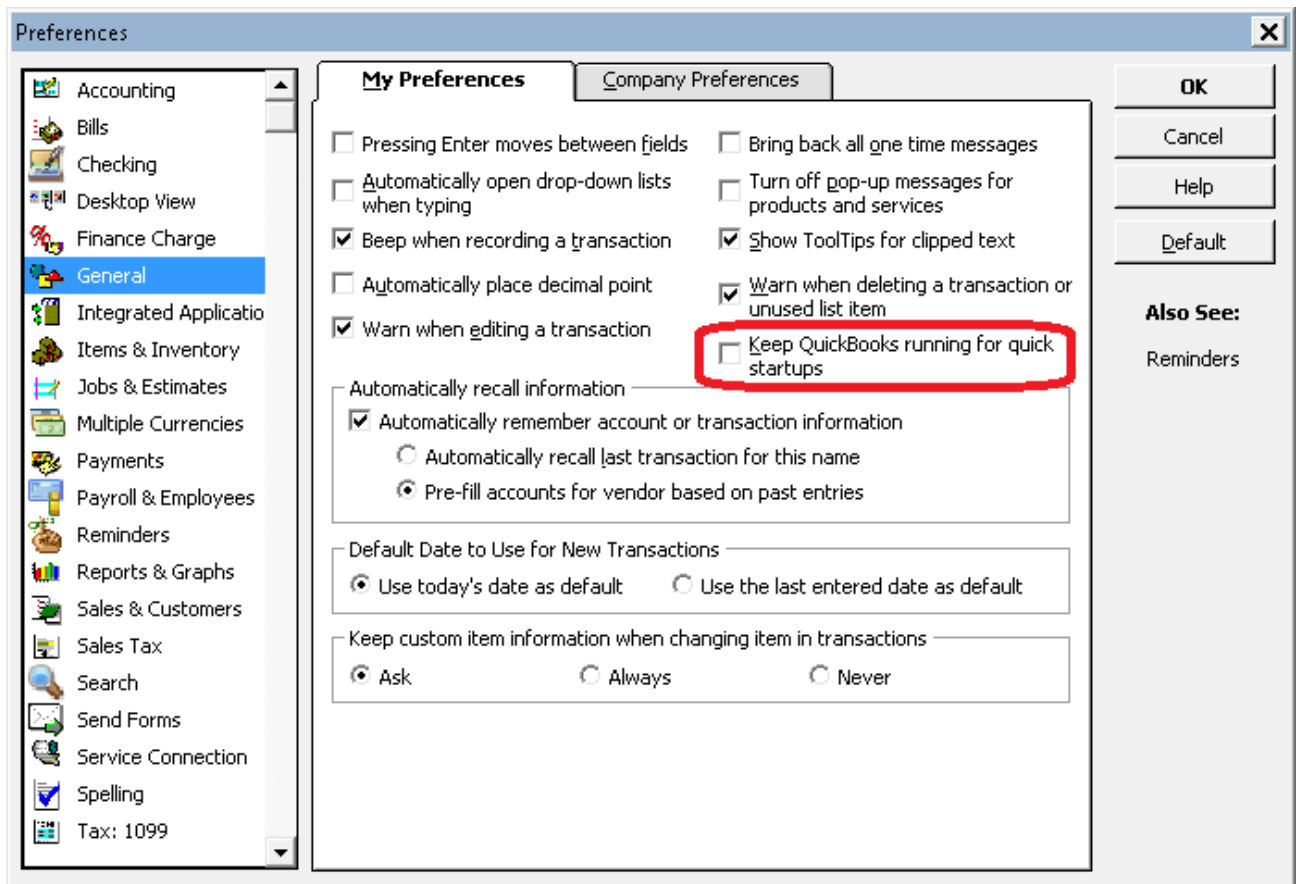 Preferences
Accounting
Bills
Checking
Desktop View
Finance Charge
General
Integrated Applicatio
Items & Inventory
Jobs & Estimates
Multiple Currencies
Payments
Payroll & Employees
Reminders
Reports & Graphs
Sales & Customers
Sales Tax
Search
Send Forms
Service Connection
Spelling
Tax: 1099
My Preferences
Company Preferences
Pressing Enter moves between fields
Automatically open drop-down lists
when typing
Beep when recording a transaction
Automatically place decimal point
Warn when editing a transaction
Bring back all one time messages
Turn off pop-up messages for
products and services
Show ToolTips for clipped text
Warn when deleting a transaction or
unused list item
Keep QuickBooks running for quick
startups
Automatically recall information
Automatically remember account or transaction information
Automatically recall last transaction for this name
Pre-fill accounts for vendor based on past entries
Default Date to Use for New Transactions
Use today's date as default
Use the last entered date as default
Keep custom item information when changing item in transactions
Ask
Always
Never
OK
Cancel
Help
Default
Also See:
Reminders